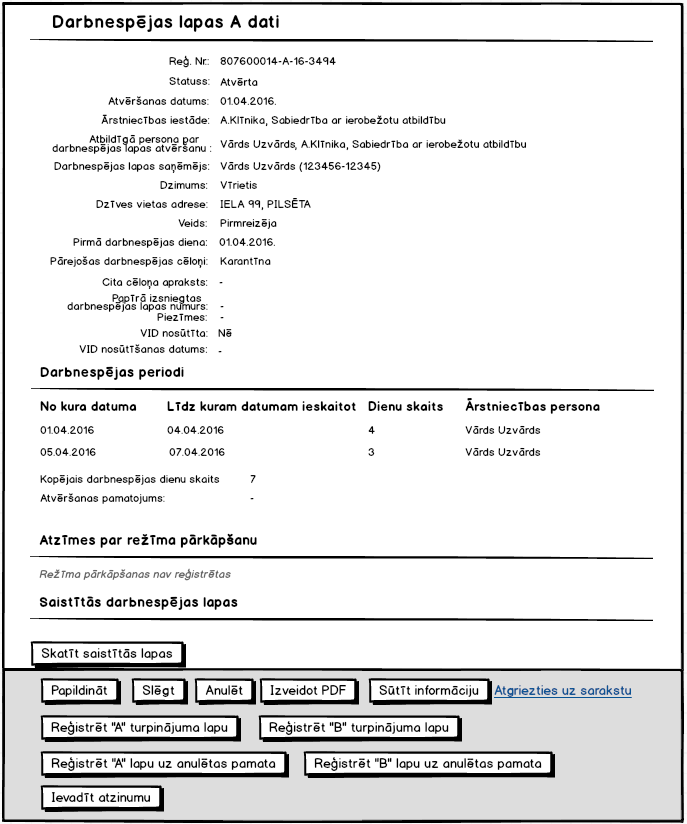 Darbnespējas lapas A dati
Reģ. Nr.: 807600014-A-16-3494
Statuss: Atvērta
Atvēršanas datums: 01.04.2016.
Ārstniecības iestāde: A.Klīnika, Sabiedrība ar ierobežotu atbildību
Atbildīgā persona par
darbnespējas lapas atvēršanu : Vārds Uzvārds, A.Klīnika, Sabiedrība ar ierobežotu atbildību
Darbnespējas lapas saņēmējs: Vārds Uzvārds (123456-12345)
Dzimums: Vīrietis
Dzīves vietas adrese: IELA 99, PILSĒTA
Veids: Pirmreizēja
Pirmā darbnespējas diena: 01.04.2016.
Pārejošas darbnespējas cēloņi: Karantīna
Cita cēloņa apraksts: -
Papīrā izsniegtas
darbnespējas lapas numurs: -
Piezīmes: -
VID nosūtīta: Nē
VID nosūtīšanas datums: -
Darbnespējas periodi
No kura datuma Līdz kuram datumam ieskaitot Dienu skaits Ārstniecības persona
01.04.2016 04.04.2016 4 Vārds Uzvārds
05.04.2016 07.04.2016 3 Vārds Uzvārds
Kopējais darbnespējas dienu skaits 7
Atvēršanas pamatojums: -
Atzīmes par režīma pārkāpšanu
Režīma pārkāpšanas nav reģistrētas
Saistītās darbnespējas lapas
Skatīt saistītās lapas
Papildināt Slēgt Anulēt Izveidot PDF Sūtīt informāciju Atgriezties uz sarakstu
Reģistrēt "A" turpinājuma lapu Reģistrēt "B" turpinājuma lapu
Reģistrēt "A" lapu uz anulētas pamata Reģistrēt "B" lapu uz anulētas pamata
Ievadīt atzinumu